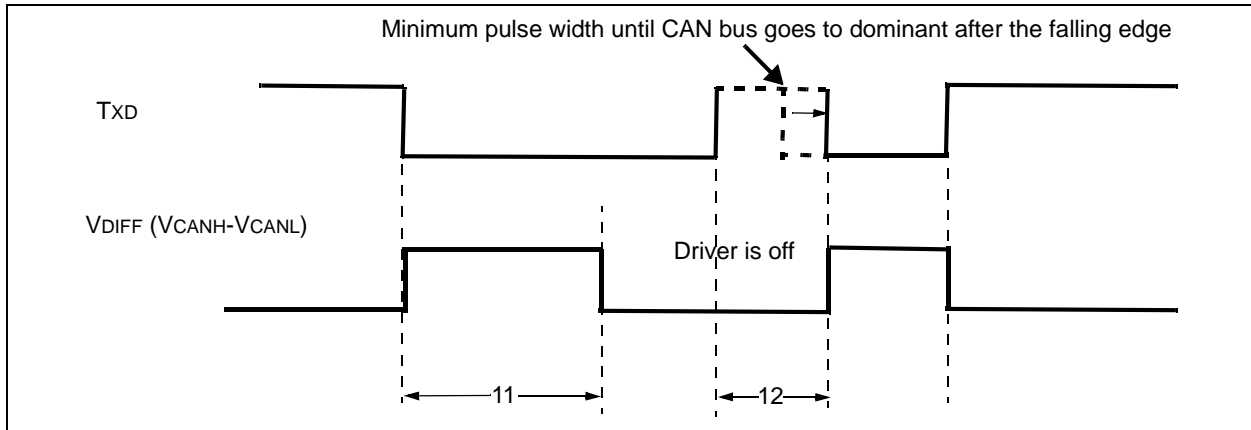 Minimum pulse width until CAN bus goes to dominant after the falling edge
TXD
VDIFF (VCANH-VCANL)
Driver is off
11
12